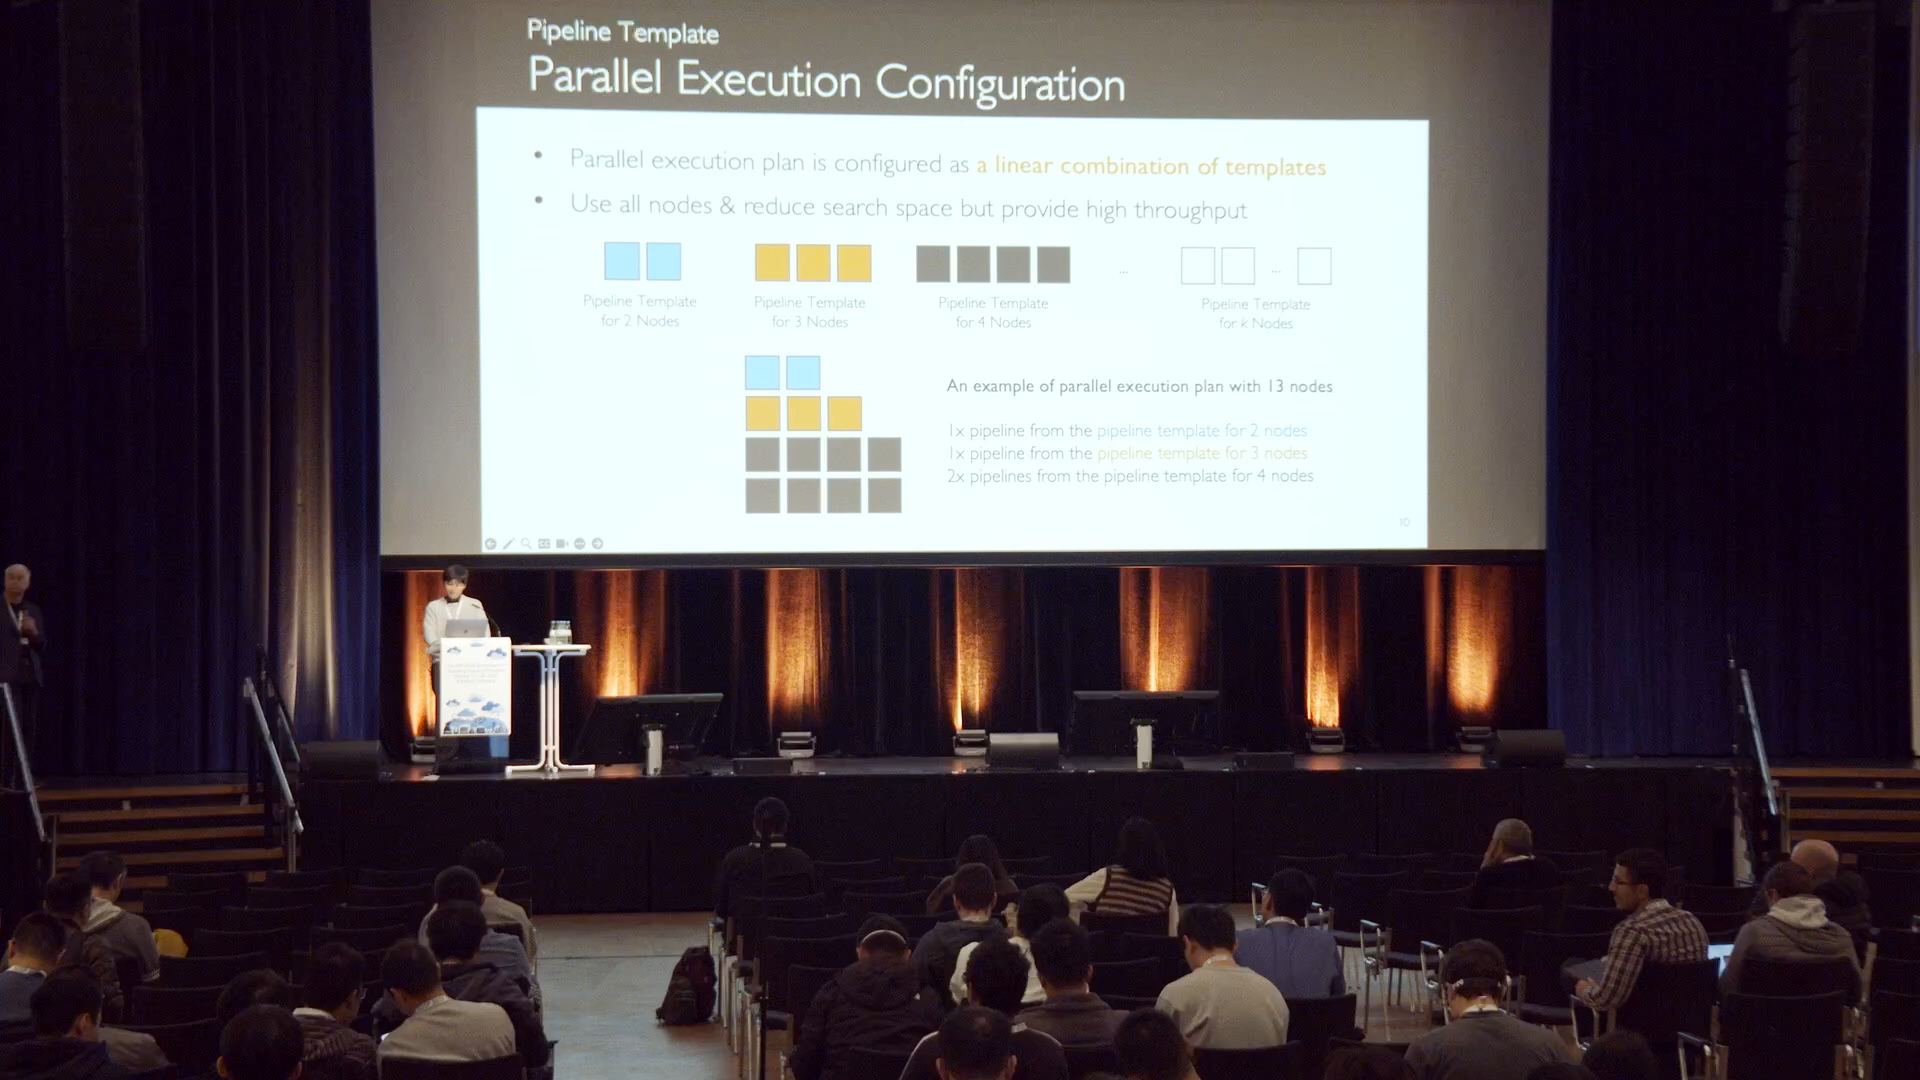 Pipeline Template
Parallel Execution Configuration
• Parallel execution plan is configured as a linear combination of templates
• Use all nodes & reduce search space but provide high throughput
Pipeline Template
for 2 Nodes
Pipeline Template
for 3 Nodes
Pipeline Template
for 4 Nodes
...
...
Pipeline Template
for k Nodes
An example of parallel execution plan with 13 nodes
1x pipeline from the pipeline template for 2 nodes
1x pipeline from the pipeline template for 3 nodes
2x pipelines from the pipeline template for 4 nodes
10